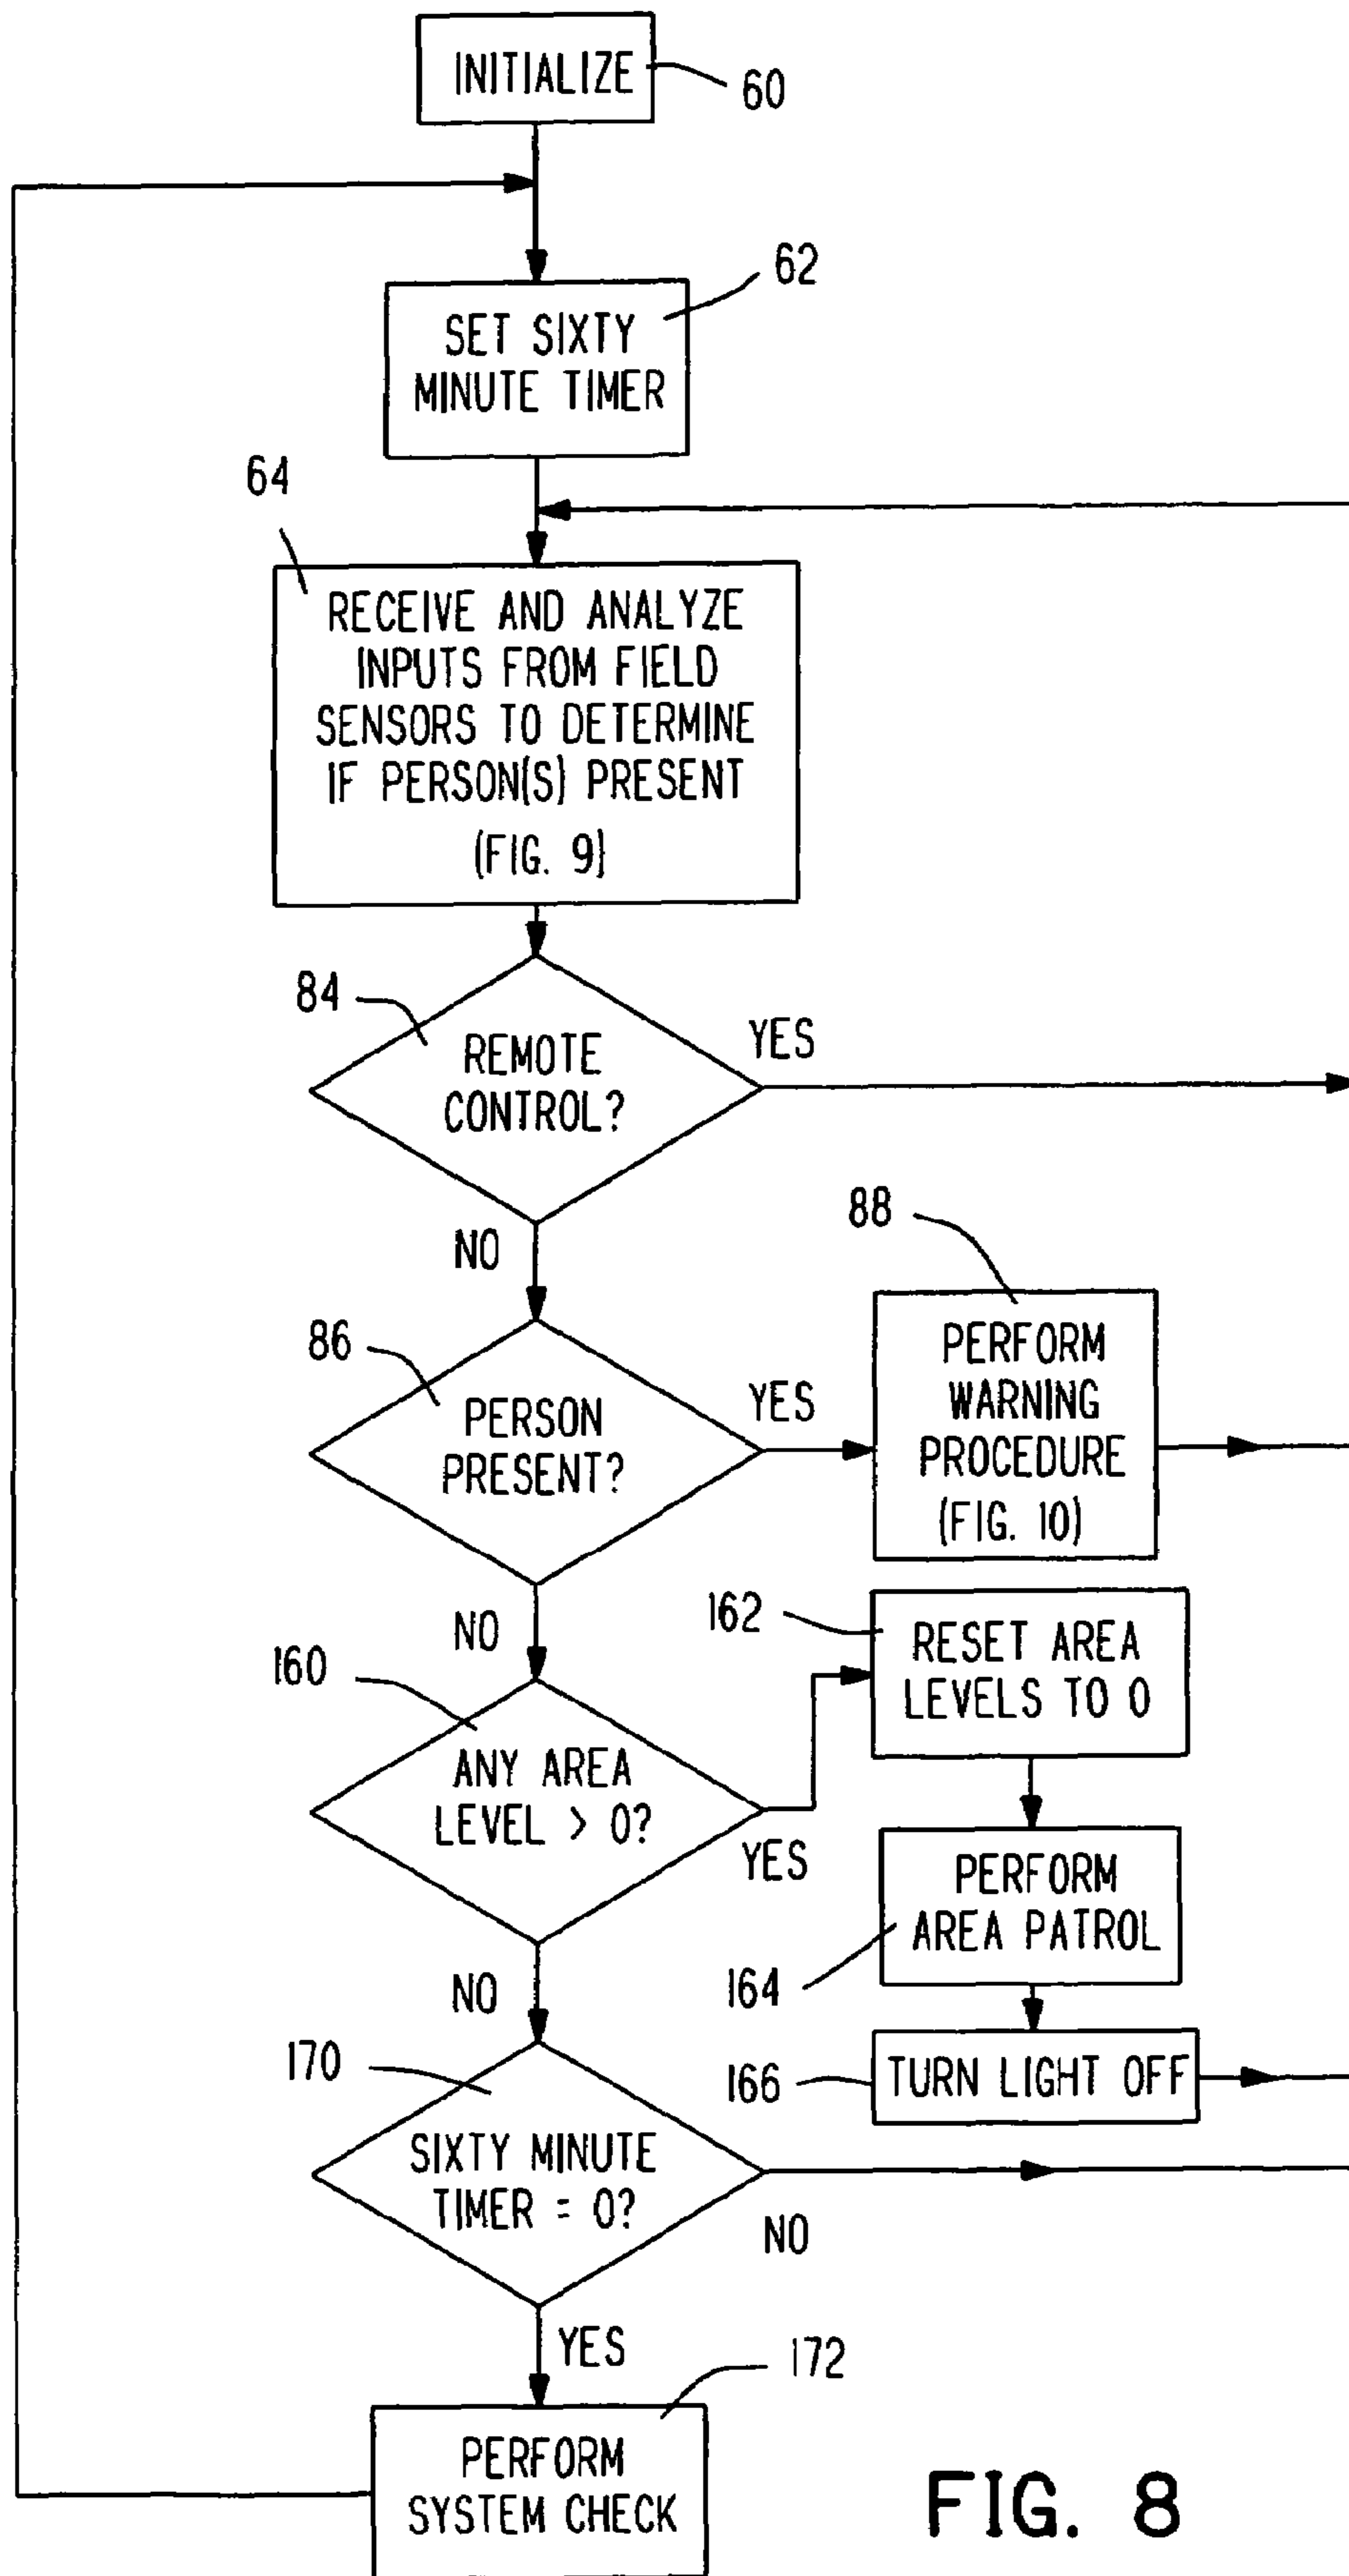 INITIALIZE
60
62
SET SIXTY
MINUTE TIMER
64
RECEIVE AND ANALYZE
INPUTS FROM FIELD
SENSORS TO DETERMINE
IF PERSON(S) PRESENT
(FIG. 9)
84
REMOTE
CONTROL?
YES
NO
88
86
PERSON
PRESENT?
YES
PERFORM
WARNING
PROCEDURE
(FIG. 10)
NO
162
RESET AREA
LEVELS TO 0
160
ANY AREA
LEVEL > 0?
YES
PERFORM
AREA PATROL
164
NO
170
166
TURN LIGHT OFF
SIXTY MINUTE
TIMER = 0?
NO
YES
172
PERFORM
SYSTEM CHECK
FIG. 8